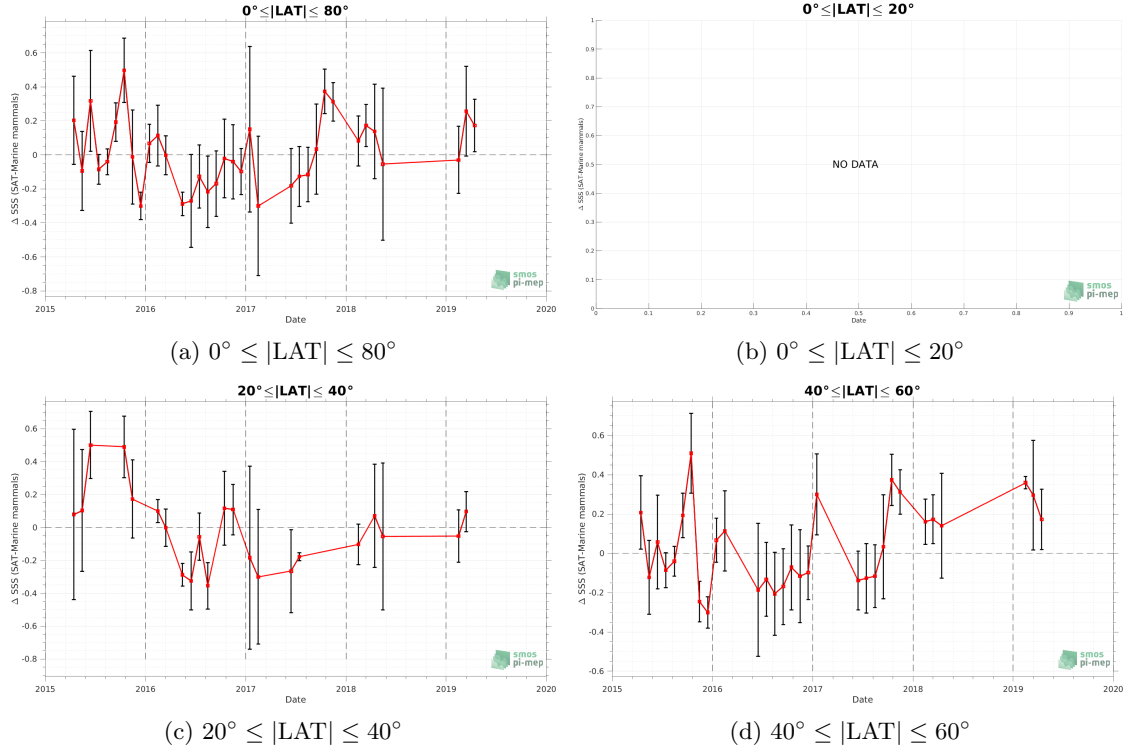 0°≤|LAT|≤ 80°
Δ SSS (SAT-Marine mammals)
0.6
0.4
0.2
0
-0.2
-0.4
-0.6
-0.8
2015 2016 2017 2018 2019 2020
Date
smos
pi-mep
(a) 0° ≤ |LAT| ≤ 80°
0°≤|LAT|≤ 20°
Δ SSS (SAT-Marine mammals)
1
0.9
0.8
0.7
0.6
0.5
0.4
0.3
0.2
0.1
0
NO DATA
0 0.1 0.2 0.3 0.4 0.5 0.6 0.7 0.8 0.9 1
Date
smos
pi-mep
(b) 0° ≤ |LAT| ≤ 20°
20°≤|LAT|≤ 40°
Δ SSS (SAT-Marine mammals)
0.6
0.4
0.2
0
-0.2
-0.4
-0.6
-0.8
2015 2016 2017 2018 2019 2020
Date
smos
pi-mep
(c) 20° ≤ |LAT| ≤ 40°
40°≤|LAT|≤ 60°
Δ SSS (SAT-Marine mammals)
0.6
0.4
0.2
0
-0.2
-0.4
-0.6
2015 2016 2017 2018 2019 2020
Date
smos
pi-mep
(d) 40° ≤ |LAT| ≤ 60°